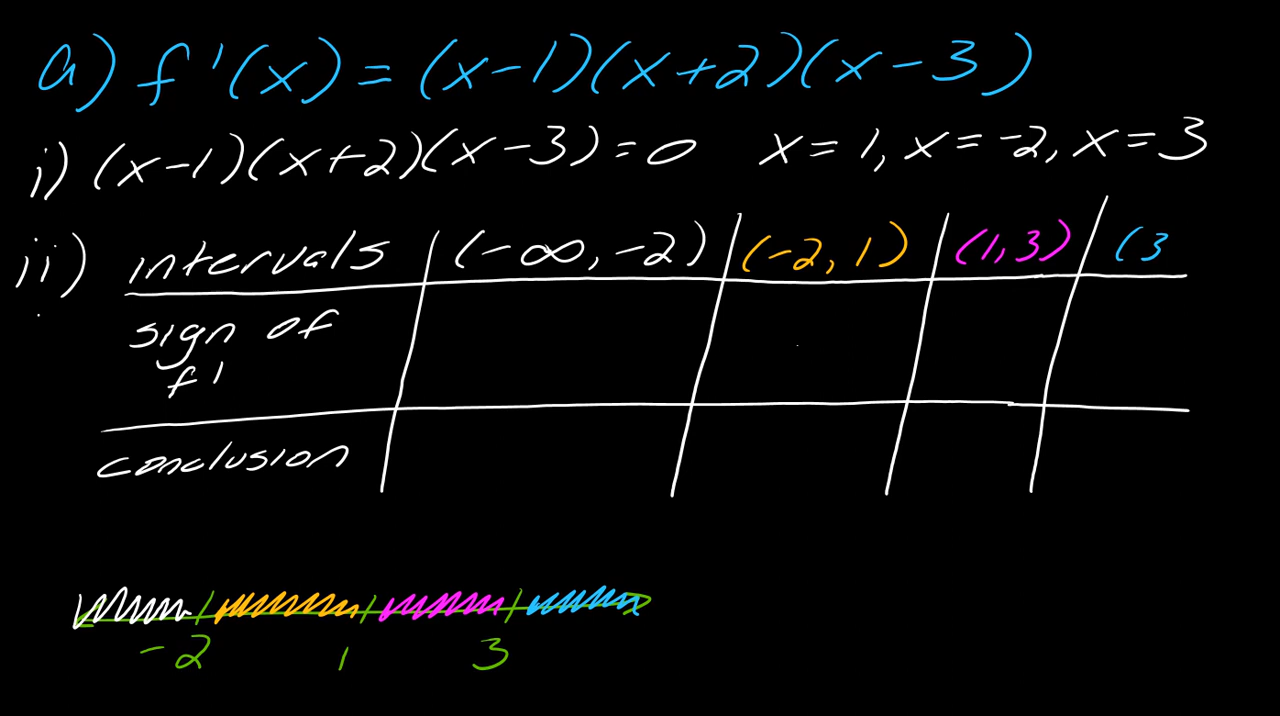 a) f'(x) = (x-1)(x+2)(x-3)
i) (x-1)(x+2)(x-3)=0 x=1, x=-2, x=3
ii) intervals (-∞,-2) (-2,1) (1,3) (3
sign of
f'
conclusion
-2 1 3